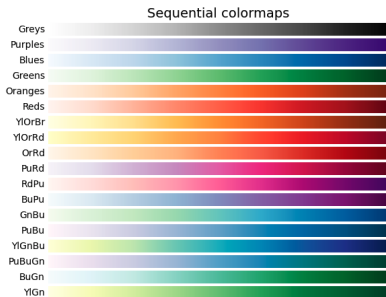 Sequential colormaps
Greys
Purples
Blues
Greens
Oranges
Reds
YlOrBr
YlOrRd
OrRd
PuRd
RdPu
BuPu
GnBu
PuBu
YlGnBu
PuBuGn
BuGn
YlGn